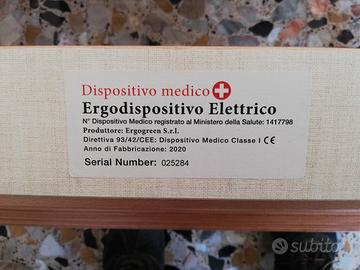 Dispositivo medico
Ergodispositivo Elettrico
N° Dispositivo Medico registrato al Ministero della Salute: 1417798
Produttore: Ergogreen S.r.l.
Direttiva 93/42/CEE: Dispositivo Medico Classe I CE
Anno di Fabbricazione: 2020
Serial Number: 025284
subito